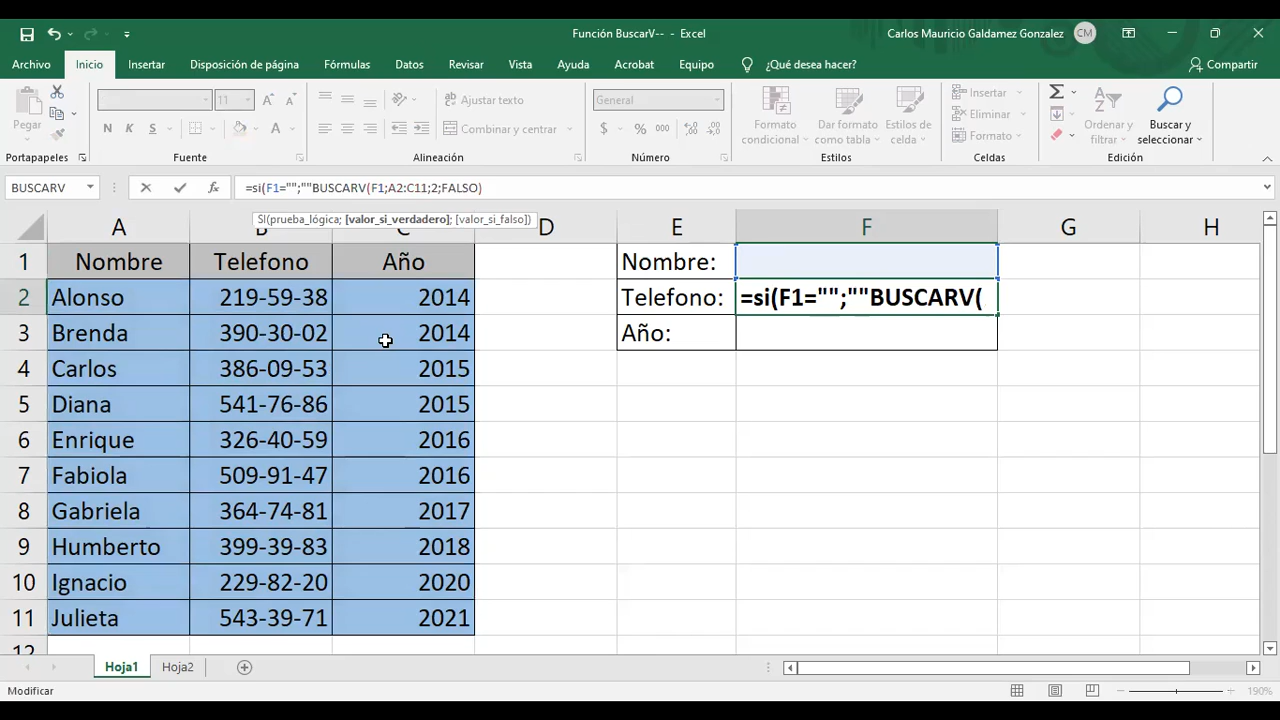 Función BuscarV-- - Excel
Carlos Mauricio Galdamez Gonzalez CM
Archivo Inicio Insertar Disposición de página Fórmulas Datos Revisar Vista Ayuda Acrobat Equipo ¿Qué desea hacer? Compartir
Pegar
11 A A
N K S A
ab Ajustar texto
Combinar y centrar
General
$ % 000
Formato condicional
Dar formato como tabla
Estilos de celda
Insertar
Eliminar
Formato
Ordenar y filtrar
Buscar y seleccionar
Portapapeles Fuente Alineación Número Estilos Celdas Edición
BUSCARV fx =si(F1="";""BUSCARV(F1;A2:C11;2;FALSO)
SI(prueba_lógica; [valor_si_verdadero]; [valor_si_falso])
A B C D E F G H
1 Nombre Telefono Año Nombre:
2 Alonso 219-59-38 2014 Telefono: =si(F1="";""BUSCARV(
3 Brenda 390-30-02 2014 Año:
4 Carlos 386-09-53 2015
5 Diana 541-76-86 2015
6 Enrique 326-40-59 2016
7 Fabiola 509-91-47 2016
8 Gabriela 364-74-81 2017
9 Humberto 399-39-83 2018
10 Ignacio 229-82-20 2020
11 Julieta 543-39-71 2021
12
Hoja1 Hoja2
Modificar 190%